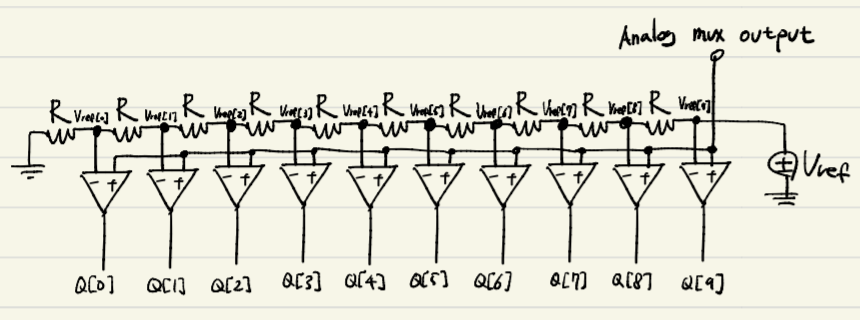 Analog mux output
R R R R R R R R R R
Vref[0] Vref[1] Vref[2] Vref[3] Vref[4] Vref[5] Vref[6] Vref[7] Vref[8] Vref[9]
- + - + - + - + - + - + - + - + - + - + + Vref
Q[0] Q[1] Q[2] Q[3] Q[4] Q[5] Q[6] Q[7] Q[8] Q[9]